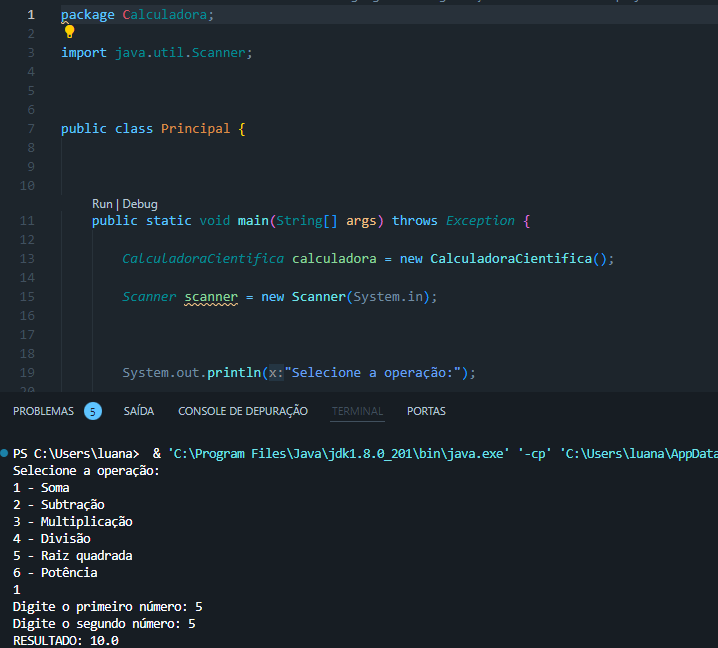 1 package Calculadora;
2
3 import java.util.Scanner;
4
5
6
7 public class Principal {
8
9
10
Run | Debug
11 public static void main(String[] args) throws Exception {
12
13 CalculadoraCientifica calculadora = new CalculadoraCientifica();
14
15 Scanner scanner = new Scanner(System.in);
16
17
18
19 System.out.println(x:"Selecione a operação:");
20
PROBLEMAS 5 SAÍDA CONSOLE DE DEPURAÇÃO TERMINAL PORTAS
PS C:\Users\luana> & 'C:\Program Files\Java\jdk1.8.0_201\bin\java.exe' '-cp' 'C:\Users\luana\AppData
Selecione a operação:
1 - Soma
2 - Subtração
3 - Multiplicação
4 - Divisão
5 - Raiz quadrada
6 - Potência
1
Digite o primeiro número: 5
Digite o segundo número: 5
RESULTADO: 10.0